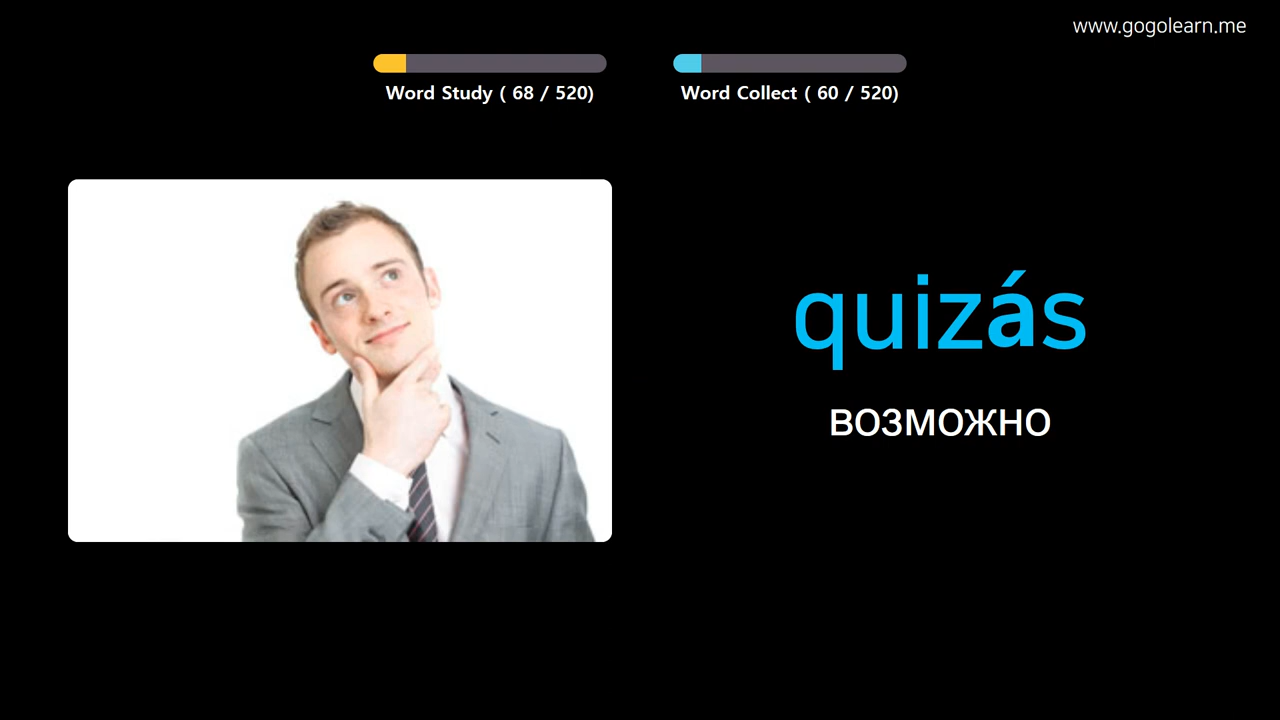 www.gogolearn.me
Word Study ( 68 / 520)
Word Collect ( 60 / 520)
quizás
возможно